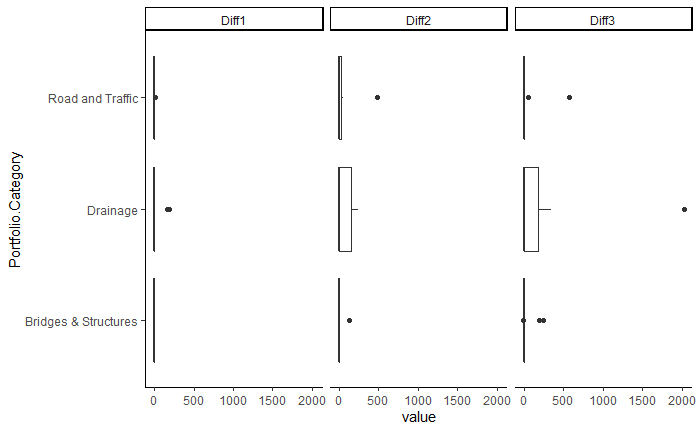 Diff1 Diff2 Diff3
Portfolio.Category
Road and Traffic
Drainage
Bridges & Structures
0 500 1000 1500 2000 0 500 1000 1500 2000 0 500 1000 1500 2000
value